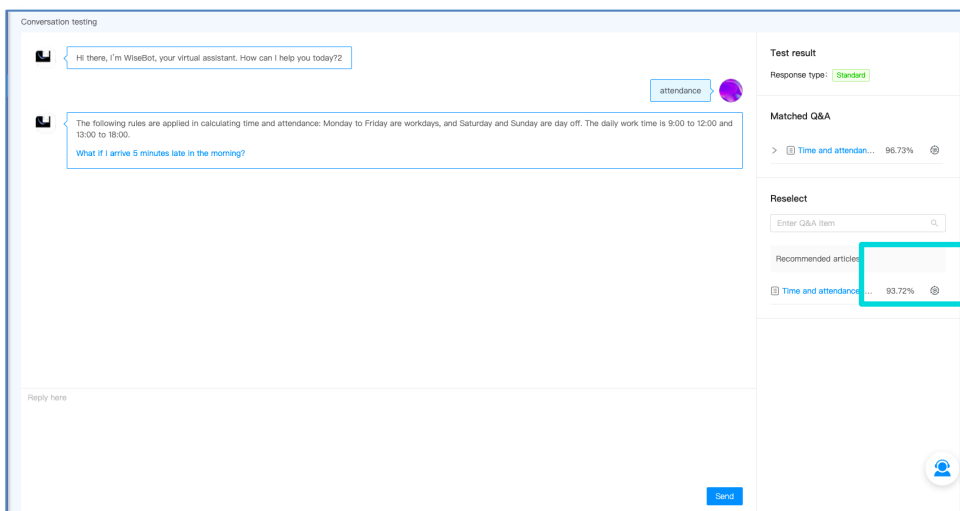 Conversation testing
Hi there, I'm WiseBot, your virtual assistant. How can I help you today?2
attendance
The following rules are applied in calculating time and attendance: Monday to Friday are workdays, and Saturday and Sunday are day off. The daily work time is 9:00 to 12:00 and
13:00 to 18:00.
What if I arrive 5 minutes late in the morning?
Reply here
Send
Test result
Response type: Standard
Matched Q&A
Time and attendan... 96.73%
Reselect
Enter Q&A item
Recommended articles
Time and attendance ... 93.72%